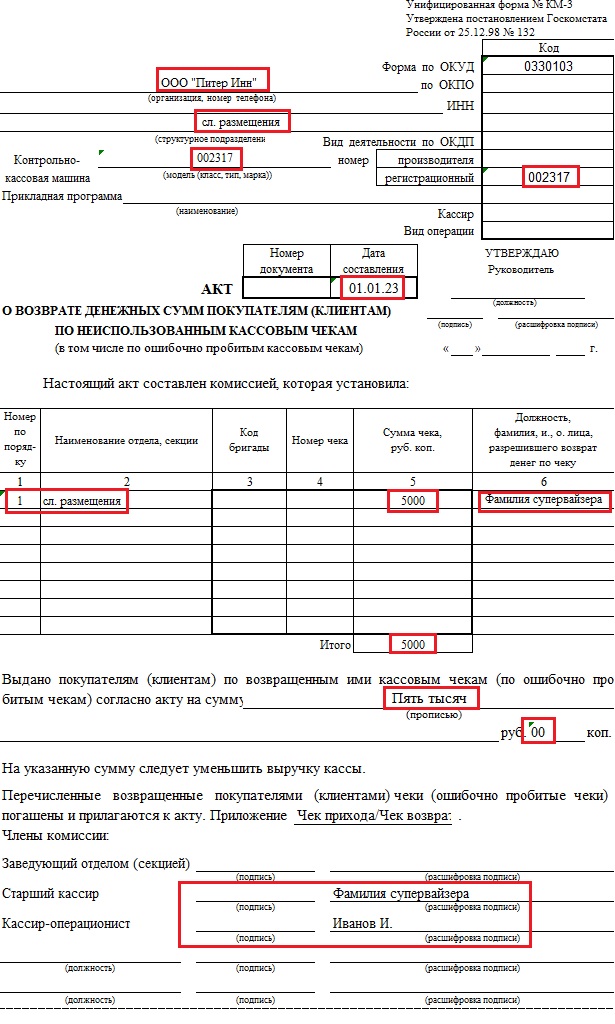 Унифицированная форма № КМ-3
Утверждена постановлением Госкомстата
России от 25.12.98 № 132
Код
Форма по ОКУД 0330103
ООО "Питер Инн" по ОКПО
(организация, номер телефона) ИНН
сл. размещения
(структурное подразделени
Вид деятельности по ОКДП
Контрольно- 002317 номер производителя
кассовая машина (модель (класс, тип, марка)) регистрационный 002317
Прикладная программа
(наименование) Кассир
Вид операции
Номер Дата УТВЕРЖДАЮ
документа составления Руководитель
АКТ 01.01.23
(должность)
О ВОЗВРАТЕ ДЕНЕЖНЫХ СУММ ПОКУПАТЕЛЯМ (КЛИЕНТАМ)
(подпись) (расшифровка подписи)
ПО НЕИСПОЛЬЗОВАННЫМ КАССОВЫМ ЧЕКАМ
(в том числе по ошибочно пробитым кассовым чекам) « » г.
Настоящий акт составлен комиссией, которая установила:
Номер по поряд- ку Наименование отдела, секции Код бригады Номер чека Сумма чека, руб. коп. Должность, фамилия, и., о. лица, разрешившего возврат денег по чеку
1 2 3 4 5 6
1 сл. размещения 5000 Фамилия супервайзера
Итого 5000
Выдано покупателям (клиентам) по возвращенным ими кассовым чекам (по ошибочно про
битым чекам) согласно акту на сумму Пять тысяч
(прописью)
руб. 00 коп.
На указанную сумму следует уменьшить выручку кассы.
Перечисленные возвращенные покупателями (клиентами) чеки (ошибочно пробитые чеки)
погашены и прилагаются к акту. Приложение Чек прихода/Чек возвра: .
Члены комиссии:
Заведующий отделом (секцией)
(подпись) (расшифровка подписи)
Старший кассир Фамилия супервайзера
(подпись) (расшифровка подписи)
Кассир-операционист Иванов И.
(подпись) (расшифровка подписи)
(должность) (подпись) (расшифровка подписи)
(должность) (подпись) (расшифровка подписи)